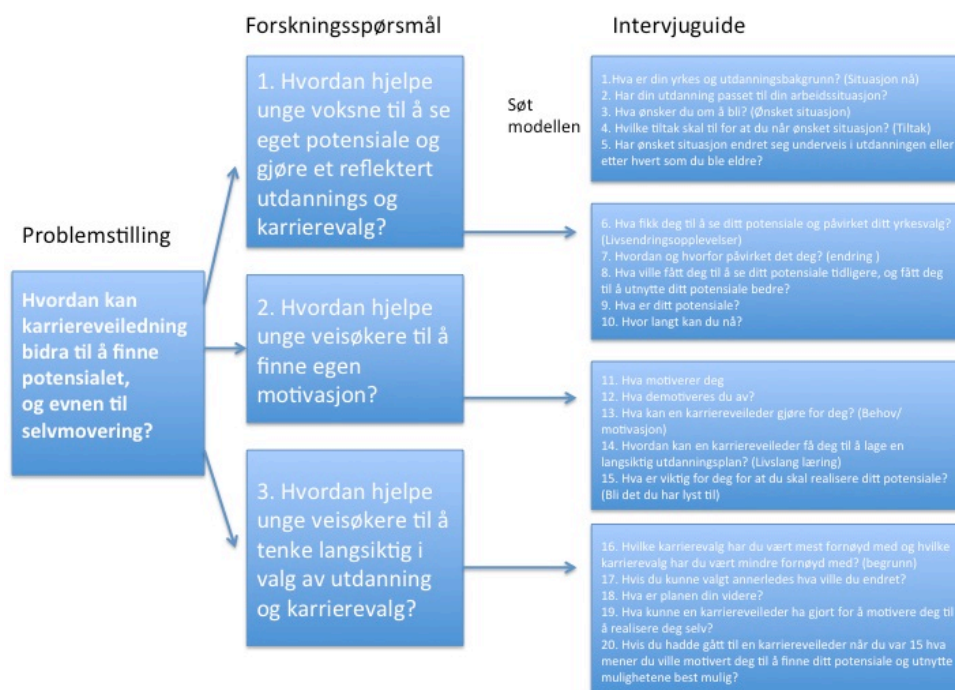 Forskningsspørsmål
Intervjuguide
Problemstilling
Hvordan kan
karriereveiledning
bidra til å finne
potensialet,
og evnen til
selvmovering?
1. Hvordan hjelpe
unge voksne til å se
eget potensiale og
gjøre et reflektert
utdannings og
karrierevalg?
2. Hvordan hjelpe
unge veisøkere til å
finne egen
motivasjon?
3. Hvordan hjelpe
unge veisøkere til å
tenke langsiktig i
valg av utdanning
og karrierevalg?
Søt
modellen
1.Hva er din yrkes og utdanningsbakgrunn? (Situasjon nå)
2. Har din utdanning passet til din arbeidssituasjon?
3. Hva ønsker du om å bli? (Ønsket situasjon)
4. Hvilke tiltak skal til for at du når ønsket situasjon? (Tiltak)
5. Har ønsket situasjon endret seg underveis i utdanningen eller
etter hvert som du ble eldre?
6. Hva fikk deg til å se ditt potensiale og påvirket ditt yrkesvalg?
(Livsendringsopplevelser)
7. Hvordan og hvorfor påvirket det deg? (endring )
8. Hva ville fått deg til å se ditt potensiale tidligere, og fått deg
til å utnytte ditt potensiale bedre?
9. Hva er ditt potensiale?
10. Hvor langt kan du nå?
11. Hva motiverer deg
12. Hva demotiveres du av?
13. Hva kan en karriereveileder gjøre for deg? (Behov/
motivasjon)
14. Hvordan kan en karriereveileder få deg til å lage en
langsiktig utdanningsplan? (Livslang læring)
15. Hva er viktig for deg for at du skal realisere ditt potensiale?
(Bli det du har lyst til)
16. Hvilke karrierevalg har du vært mest fornøyd med og hvilke
karrierevalg har du vært mindre fornøyd med? (begrunn)
17. Hvis du kunne valgt annerledes hva ville du endret?
18. Hva er planen din videre?
19. Hva kunne en karriereveileder ha gjort for å motivere deg til
å realisere deg selv?
20. Hvis du hadde gått til en karriereveileder når du var 15 hva
mener du ville motivert deg til å finne ditt potensiale og utnytte
mulighetene best mulig?